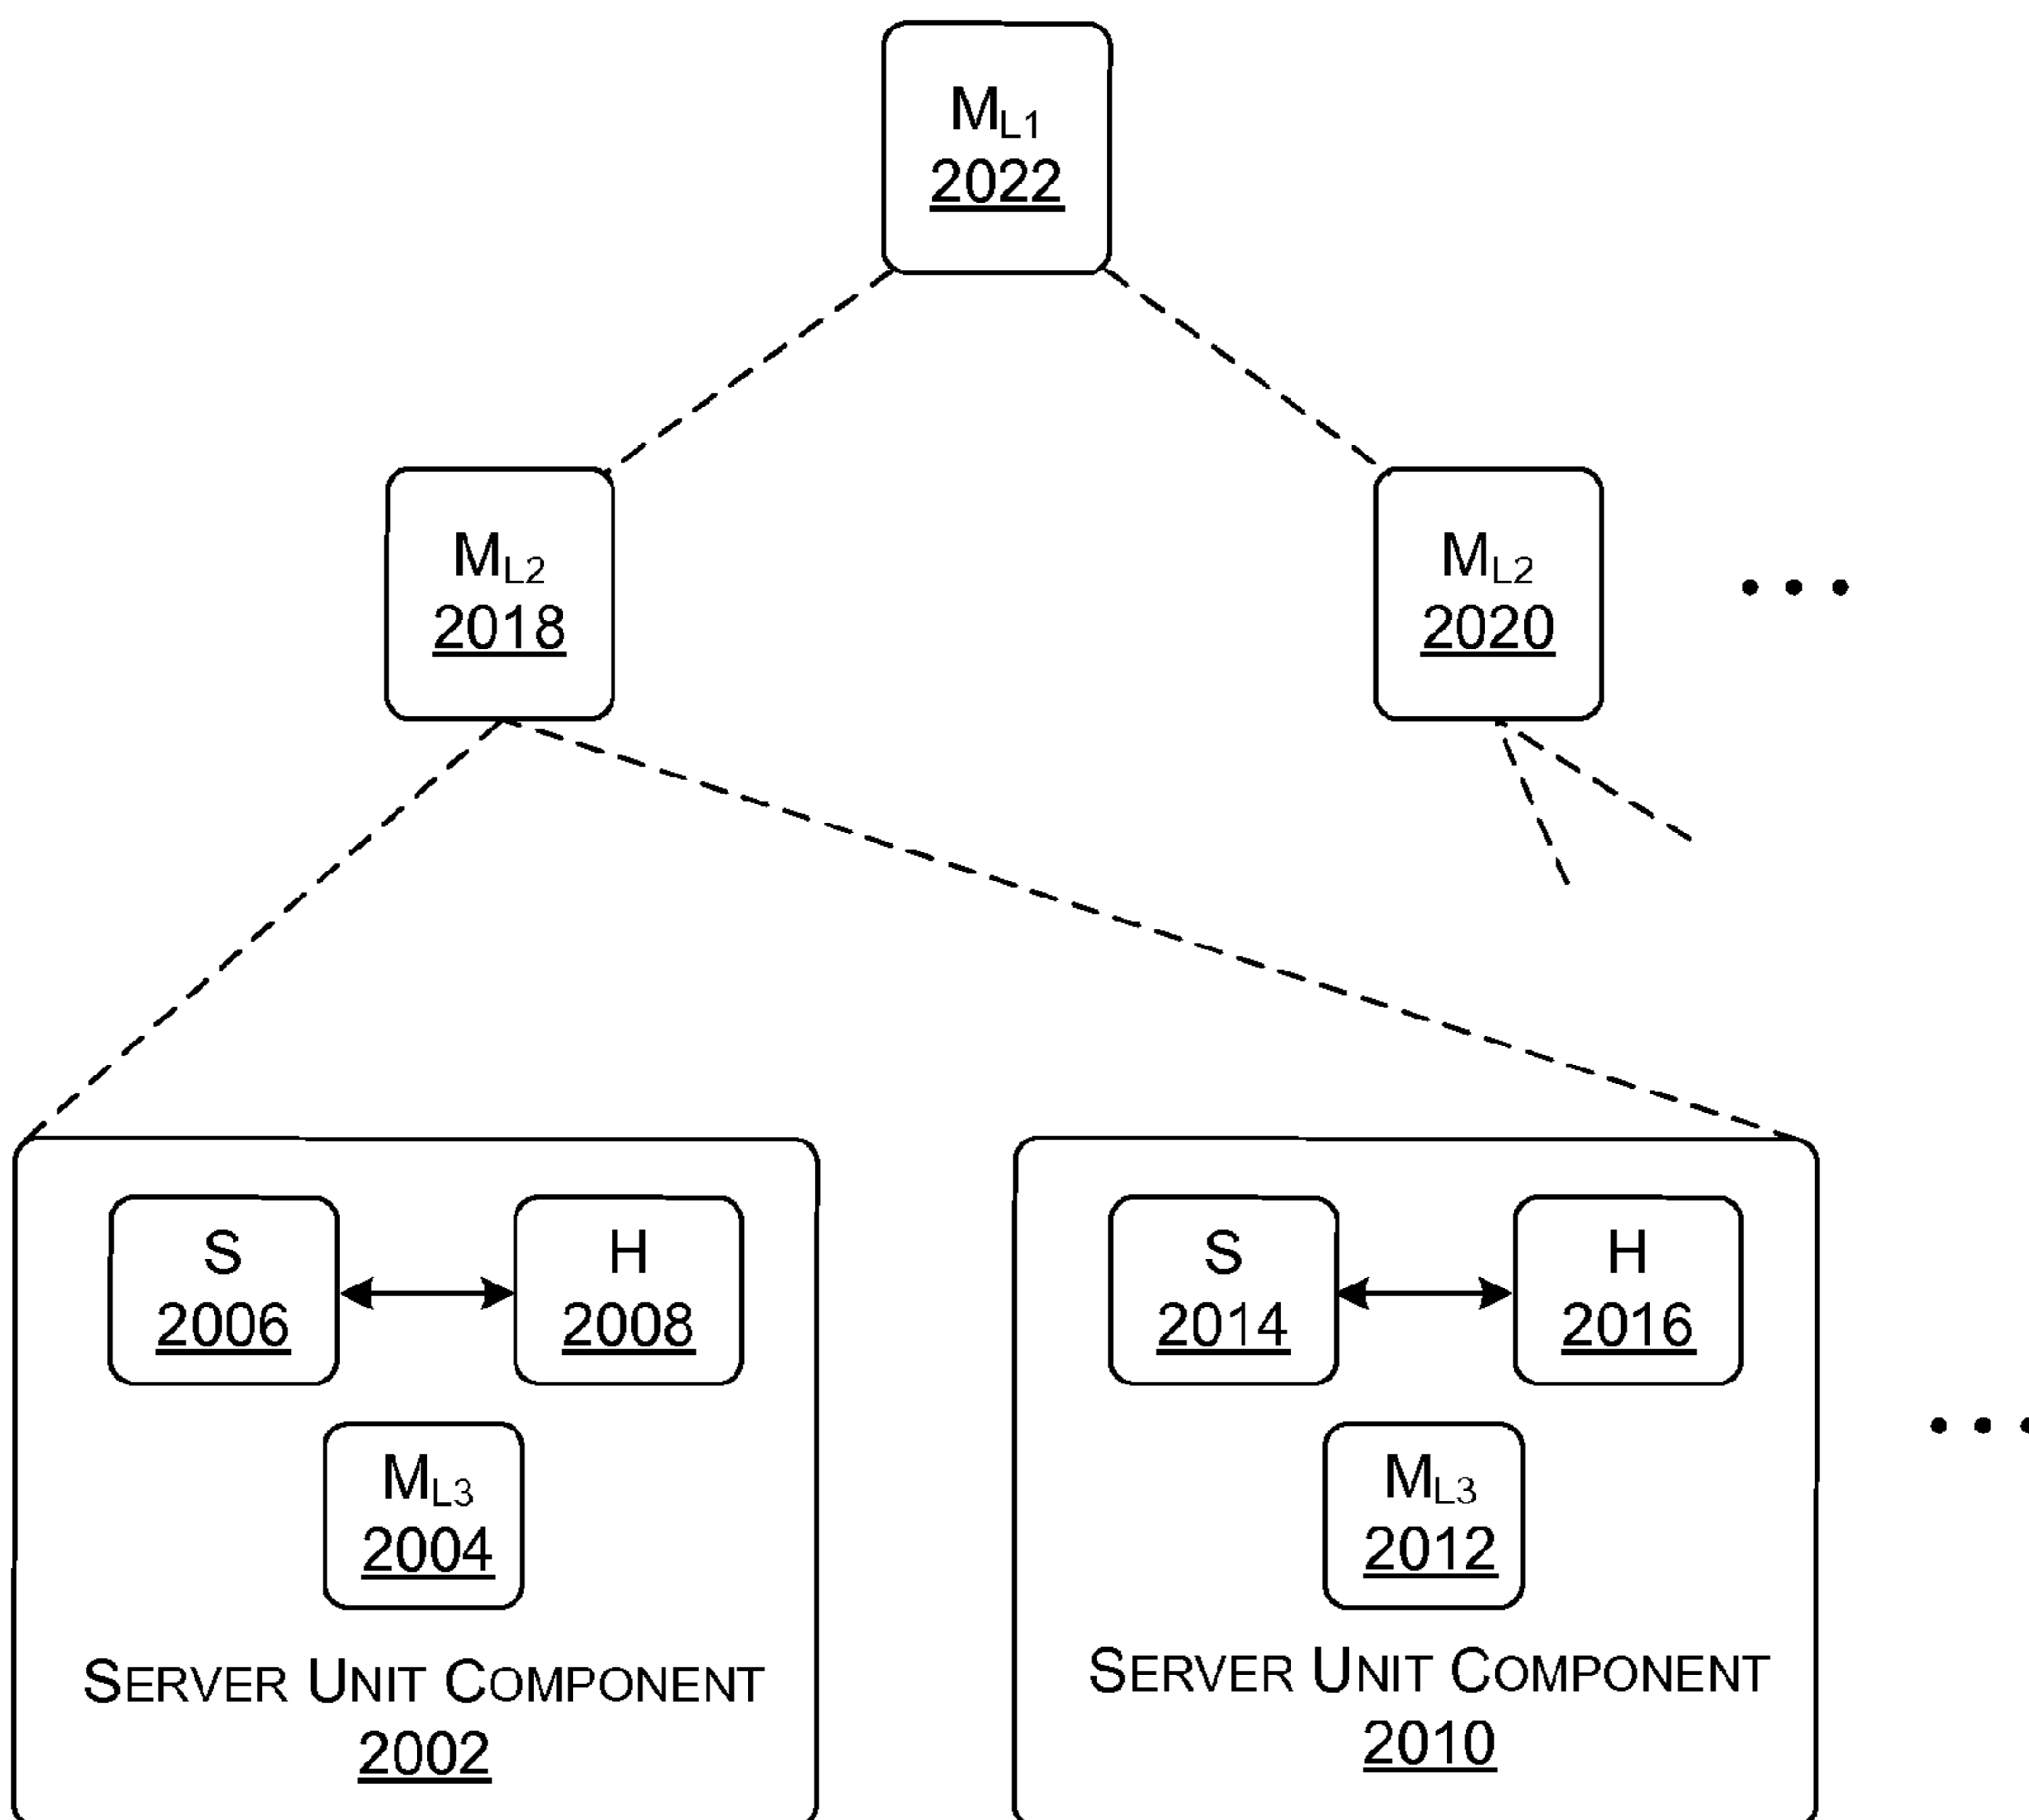 ML1
2022
ML2
2018
ML2
2020
S
2006
H
2008
ML3
2004
SERVER UNIT COMPONENT
2002
S
2014
H
2016
ML3
2012
SERVER UNIT COMPONENT
2010